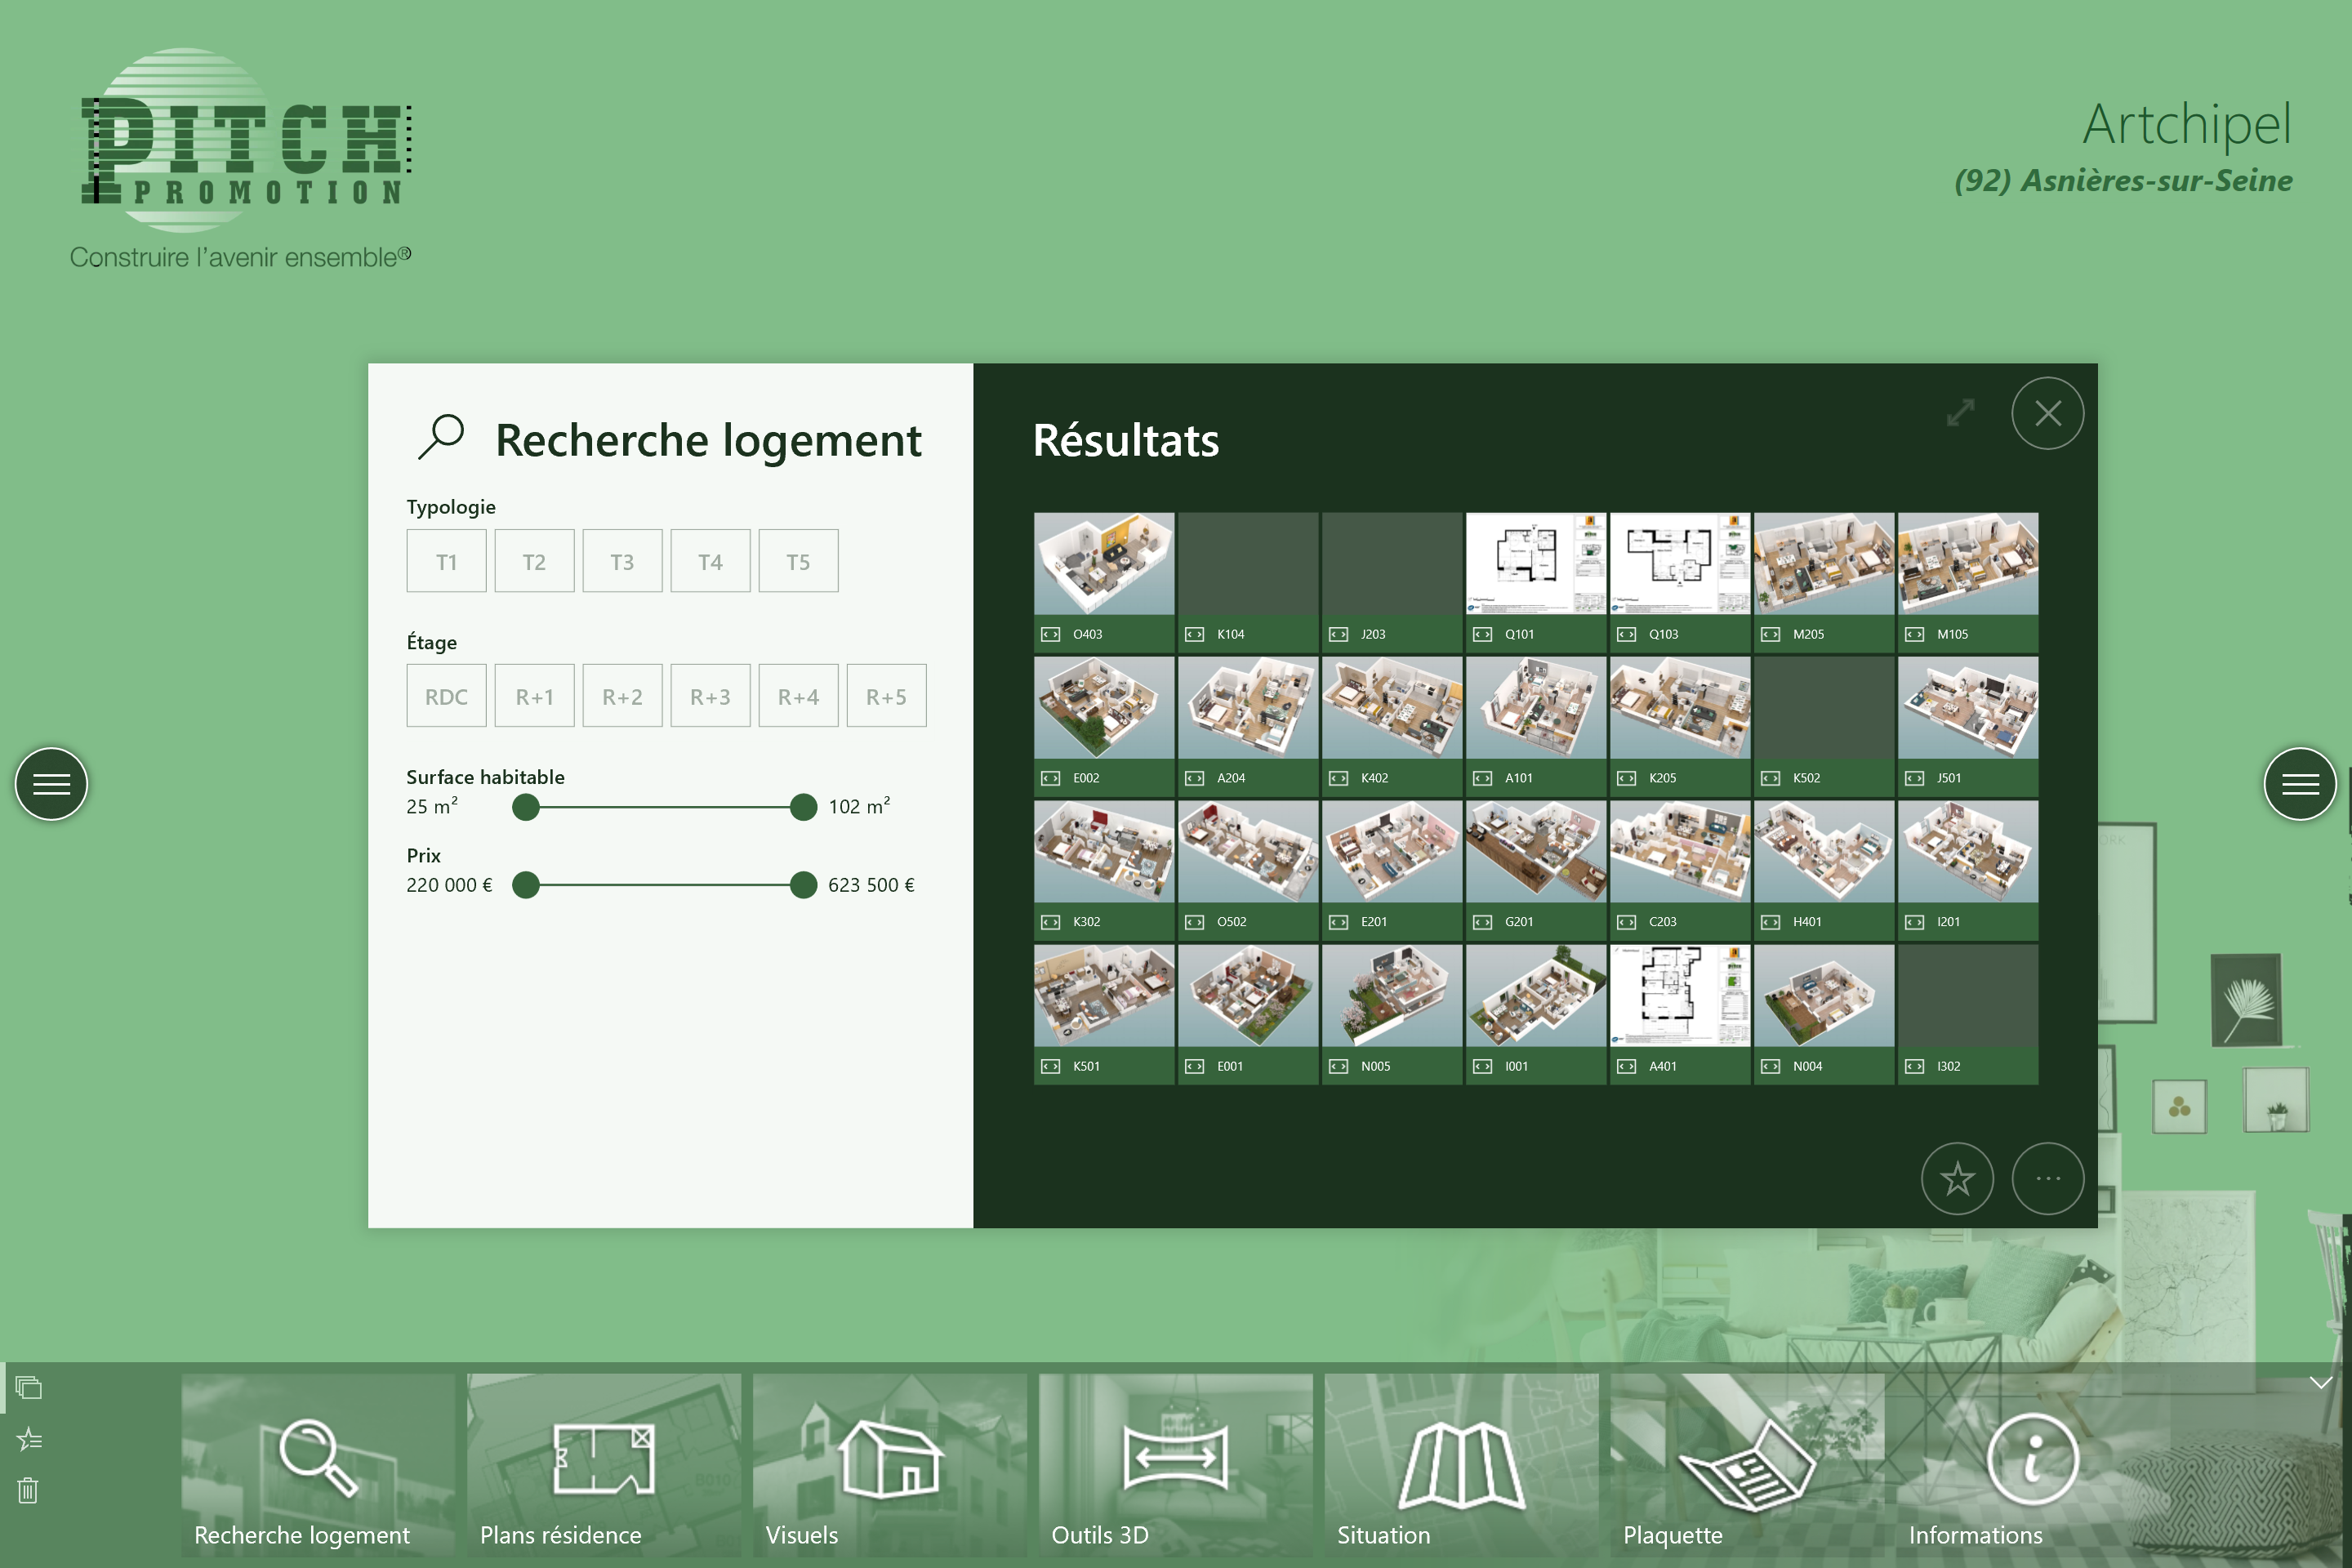 PITCH
PROMOTION
Construire l'avenir ensemble®
Artchipel
(92) Asnières-sur-Seine
Recherche logement
Typologie
T1 T2 T3 T4 T5
Étage
RDC R+1 R+2 R+3 R+4 R+5
Surface habitable
25 m² 102 m²
Prix
220 000 € 623 500 €
Résultats
O403 K104 J203 Q101 Q103 M205 M105
E002 A204 K402 A101 K205 K502 J501
K302 O502 E201 G201 C203 H401 I201
K501 E001 N005 I001 A401 N004 I302
Recherche logement
Plans résidence
Visuels
Outils 3D
Situation
Plaquette
Informations